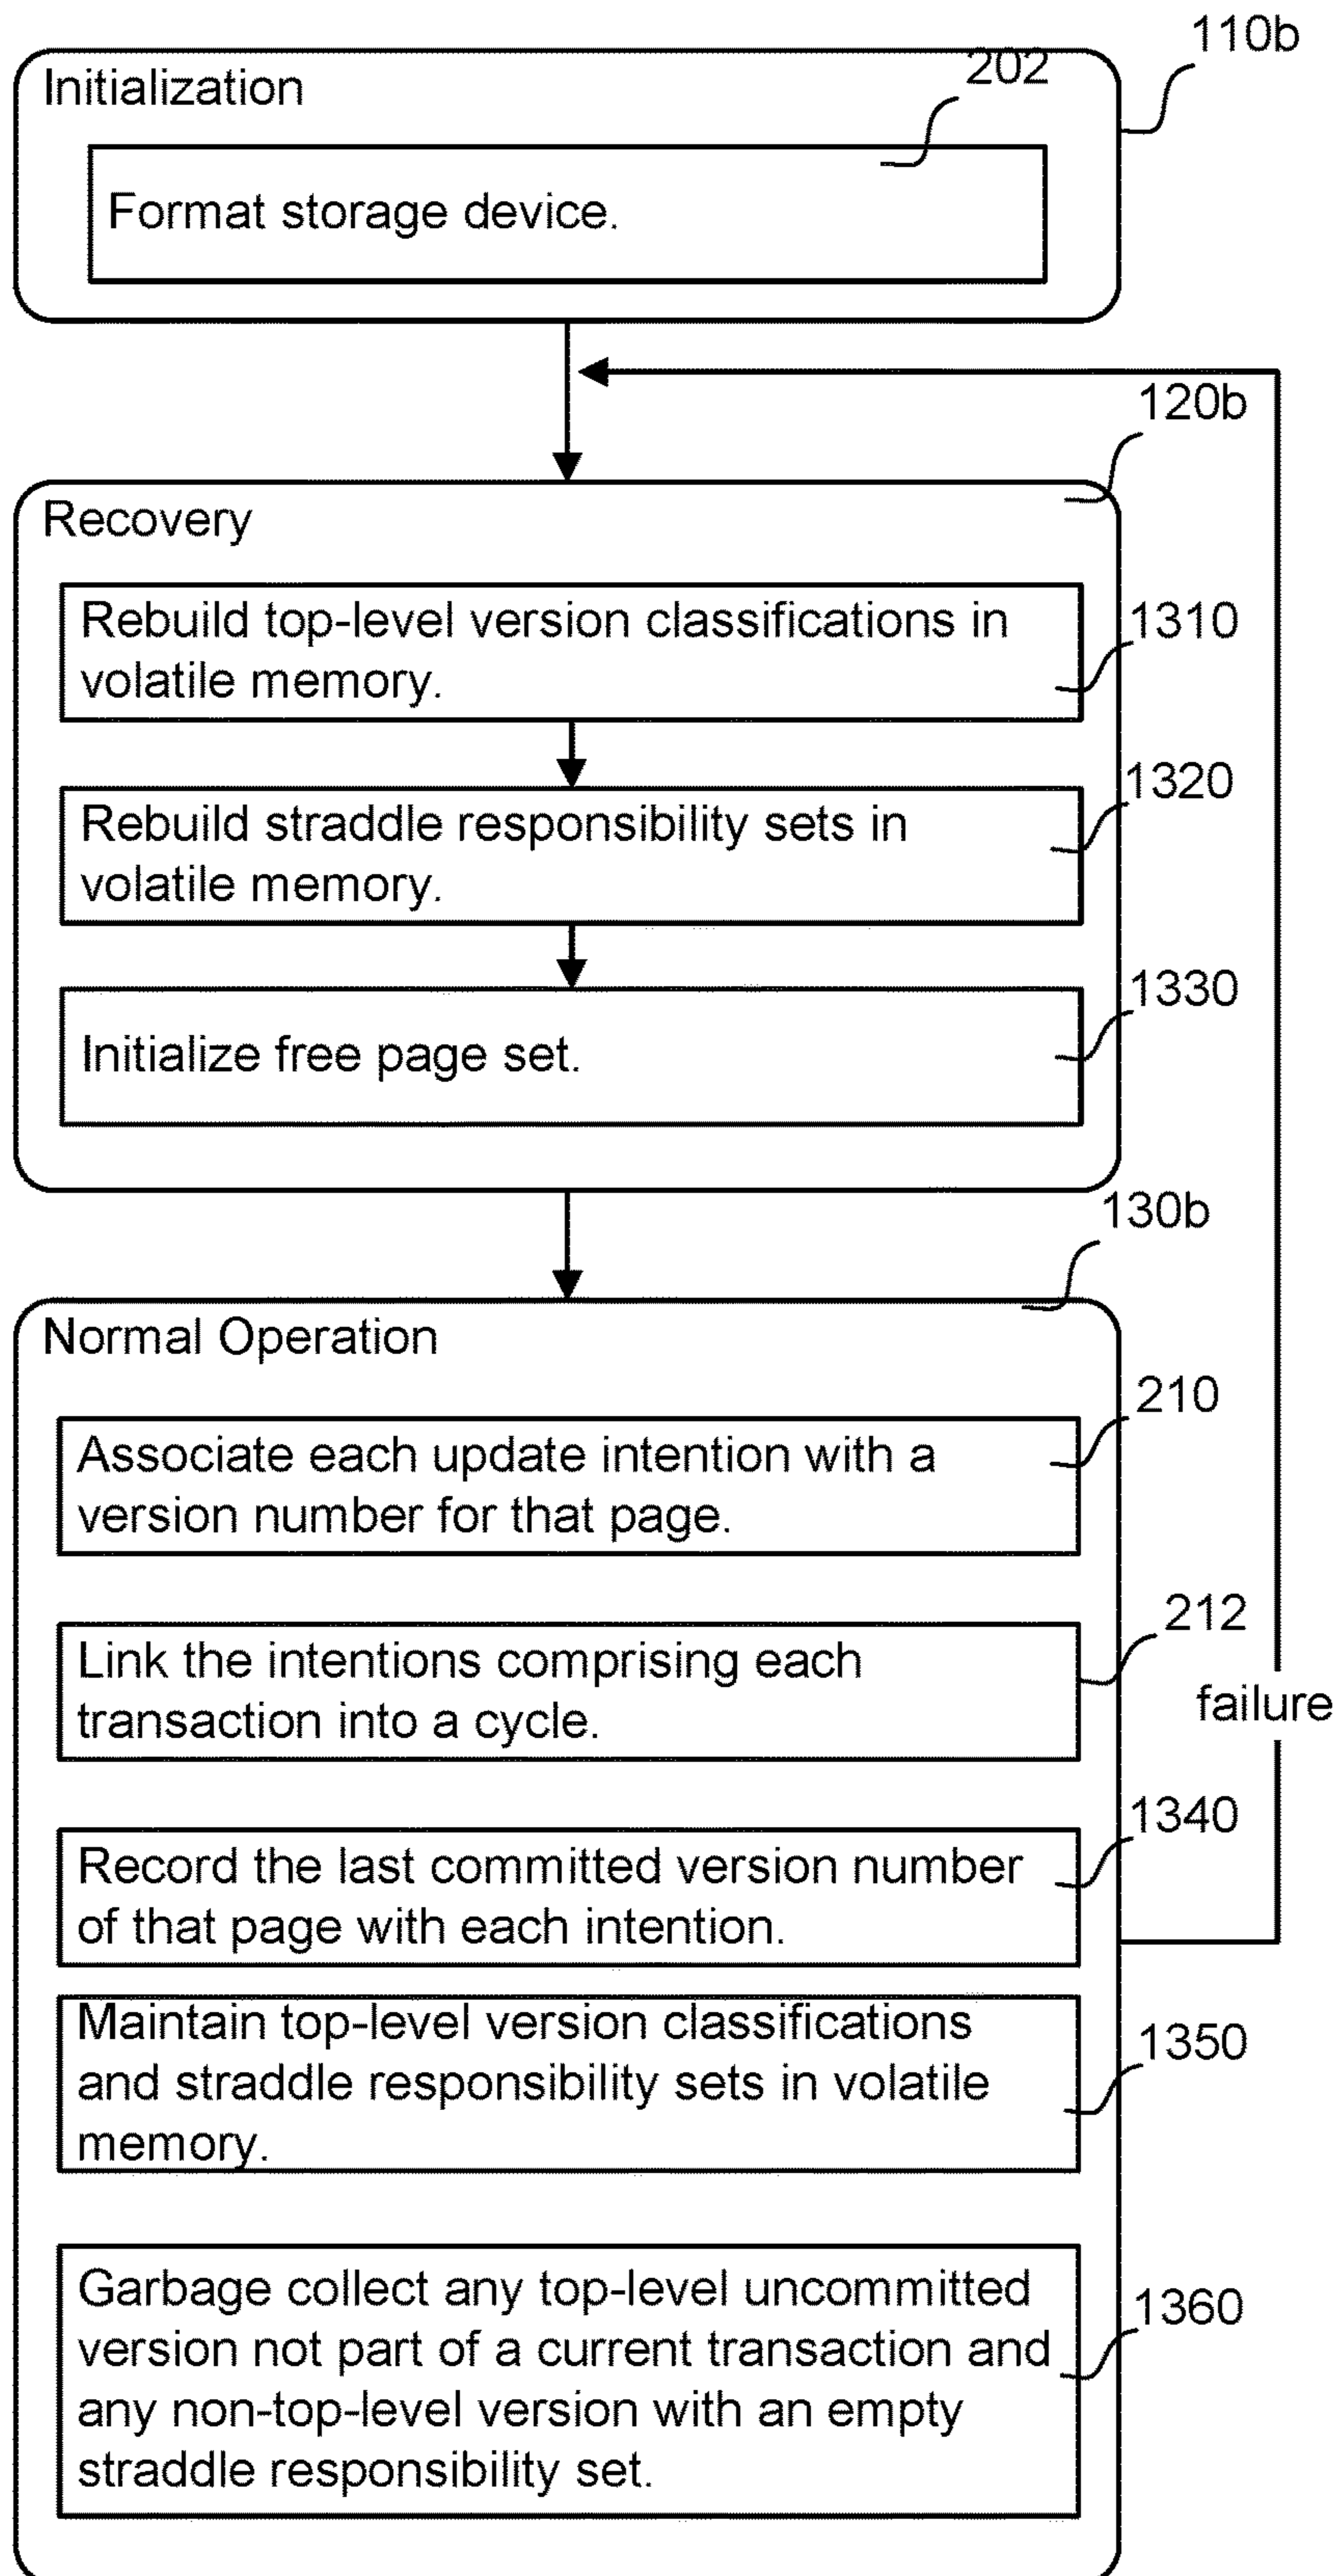 110b
Initialization
202
Format storage device.
120b
Recovery
Rebuild top-level version classifications in
volatile memory.
1310
Rebuild straddle responsibility sets in
volatile memory.
1320
Initialize free page set.
1330
130b
Normal Operation
210
Associate each update intention with a
version number for that page.
212
Link the intentions comprising each
transaction into a cycle.
failure
1340
Record the last committed version number
of that page with each intention.
Maintain top-level version classifications
and straddle responsibility sets in volatile
memory.
1350
Garbage collect any top-level uncommitted
version not part of a current transaction and
any non-top-level version with an empty
straddle responsibility set.
1360